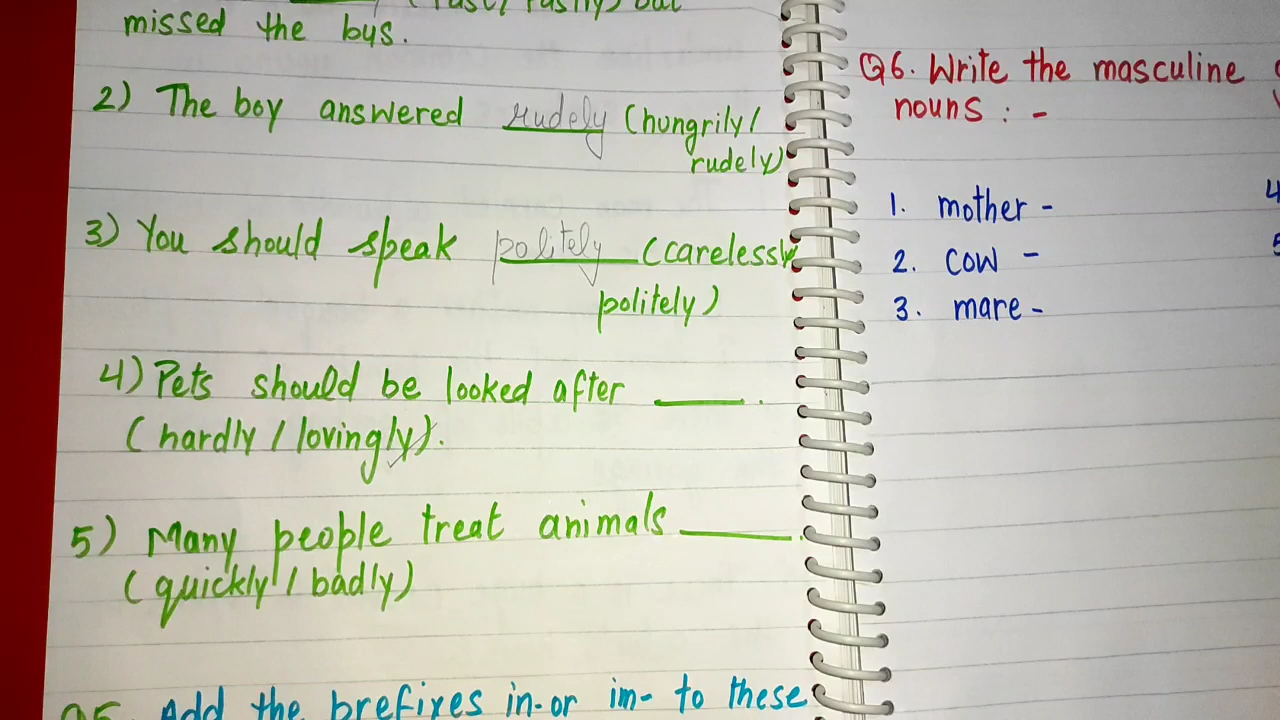 missed the bus.
2) The boy answered rudely (hungrily/
rudely)
3) You should speak politely (carelessly
politely)
4) Pets should be looked after ____.
(hardly / lovingly).
5) Many people treat animals ____.
(quickly / badly)
Q5. Add the prefixes in- or im- to these
Q6. Write the masculine
nouns : -
1. mother -
2. cow -
3. mare -